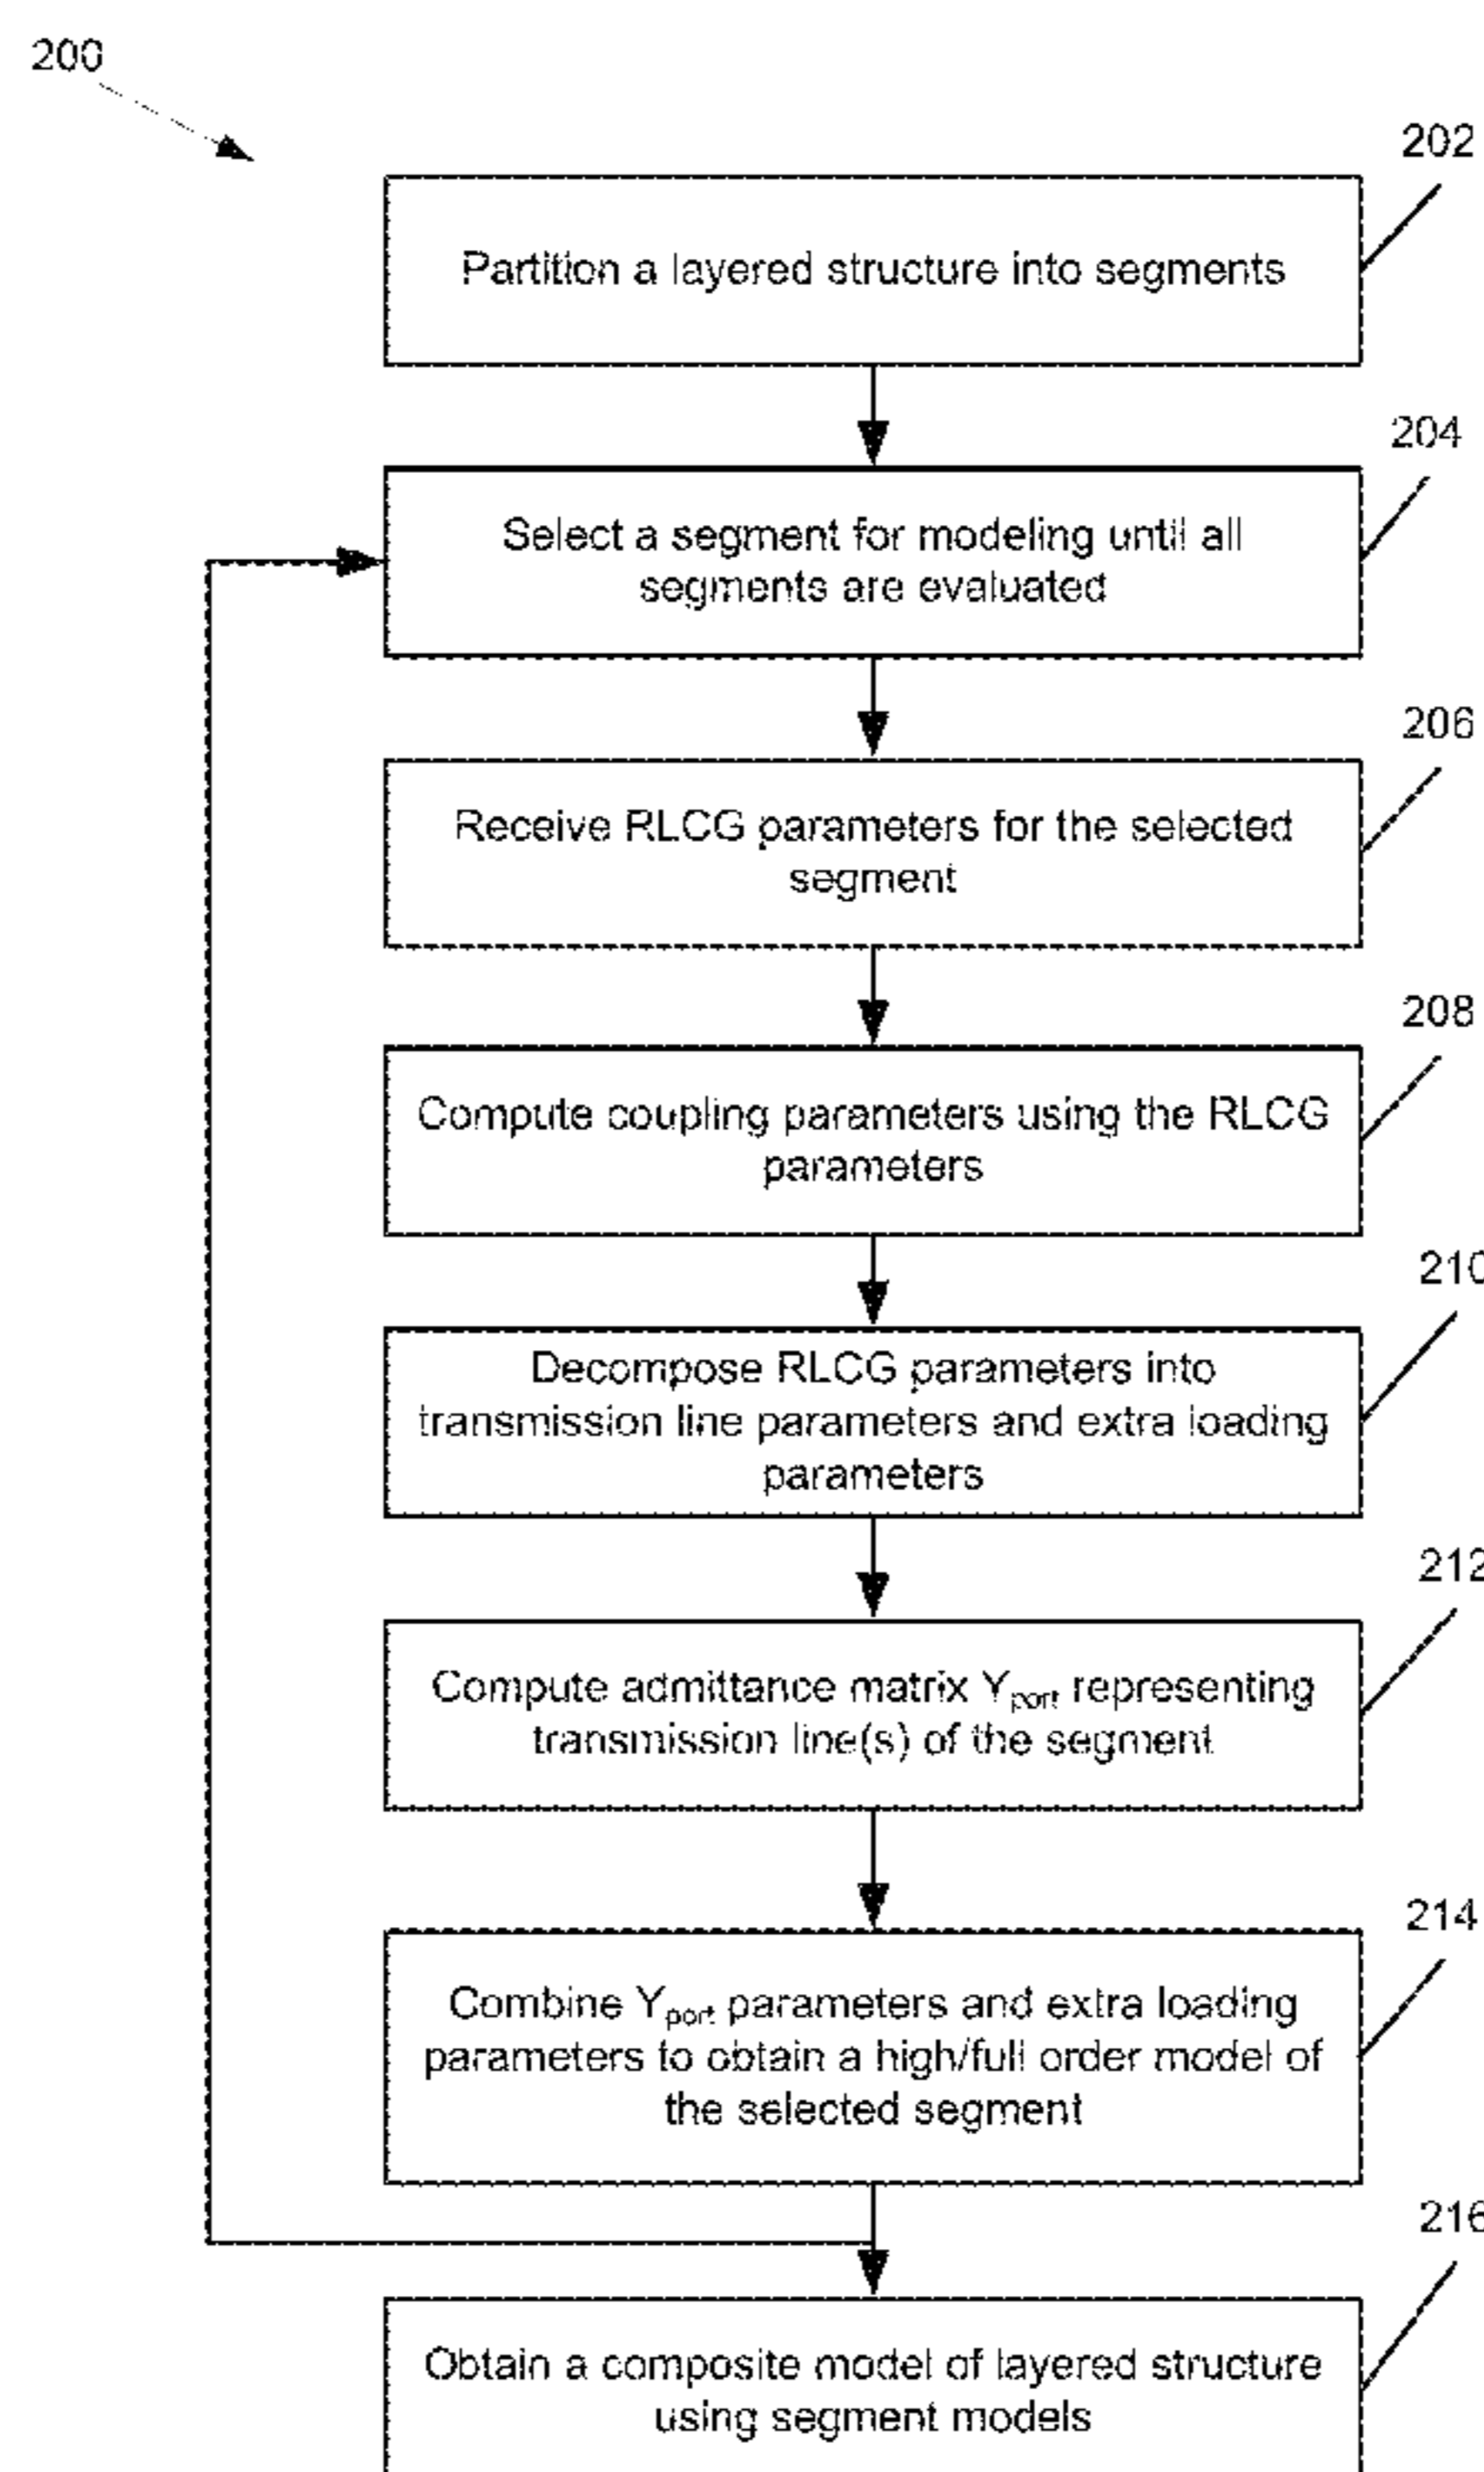 200
202
Partition a layered structure into segments
204
Select a segment for modeling until all
segments are evaluated
206
Receive RLCG parameters for the selected
segment
208
Compute coupling parameters using the RLCG
parameters
210
Decompose RLCG parameters into
transmission line parameters and extra loading
parameters
212
Compute admittance matrix Yport representing
transmission line(s) of the segment
214
Combine Yport parameters and extra loading
parameters to obtain a high/full order model of
the selected segment
216
Obtain a composite model of layered structure
using segment models